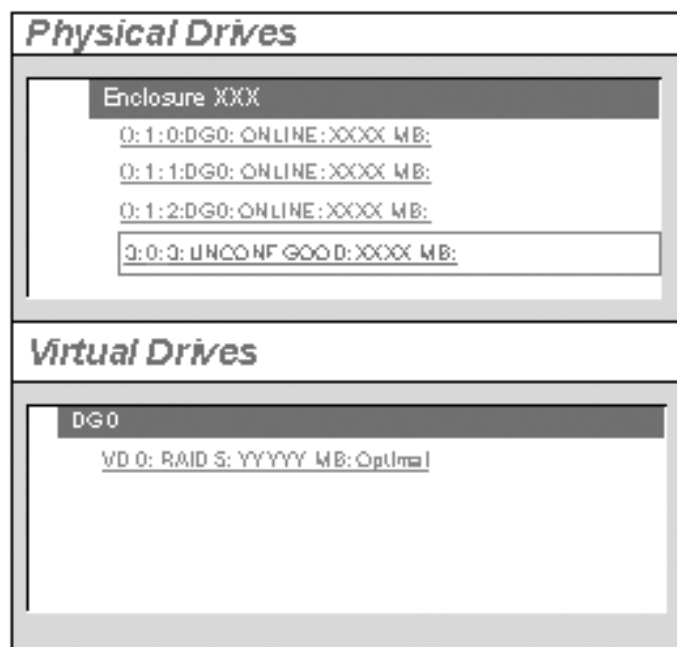 Physical Drives
Enclosure XXX
0:1:0:DG0: ONLINE:XXXX MB:
0:1:1:DG0: ONLINE:XXXX MB:
0:1:2:DG0:ONLINE:XXXX MB:
0:0:3: UNCONF GOOD:XXXX MB:
Virtual Drives
DG0
VD 0: RAID 5: YYYYY MB: Optimal